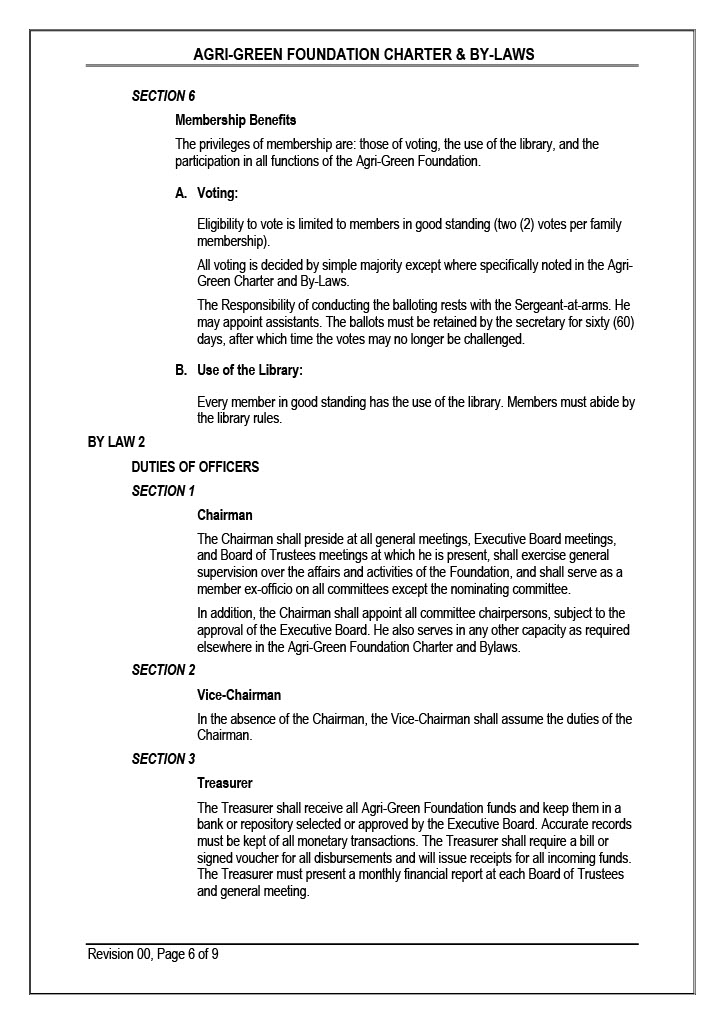 AGRI-GREEN FOUNDATION CHARTER & BY-LAWS
SECTION 6
Membership Benefits
The privileges of membership are: those of voting, the use of the library, and the
participation in all functions of the Agri-Green Foundation.
A. Voting:
Eligibility to vote is limited to members in good standing (two (2) votes per family
membership).
All voting is decided by simple majority except where specifically noted in the Agri-
Green Charter and By-Laws.
The Responsibility of conducting the balloting rests with the Sergeant-at-arms. He
may appoint assistants. The ballots must be retained by the secretary for sixty (60)
days, after which time the votes may no longer be challenged.
B. Use of the Library:
Every member in good standing has the use of the library. Members must abide by
the library rules.
BY LAW 2
DUTIES OF OFFICERS
SECTION 1
Chairman
The Chairman shall preside at all general meetings, Executive Board meetings,
and Board of Trustees meetings at which he is present, shall exercise general
supervision over the affairs and activities of the Foundation, and shall serve as a
member ex-officio on all committees except the nominating committee.
In addition, the Chairman shall appoint all committee chairpersons, subject to the
approval of the Executive Board. He also serves in any other capacity as required
elsewhere in the Agri-Green Foundation Charter and Bylaws.
SECTION 2
Vice-Chairman
In the absence of the Chairman, the Vice-Chairman shall assume the duties of the
Chairman.
SECTION 3
Treasurer
The Treasurer shall receive all Agri-Green Foundation funds and keep them in a
bank or repository selected or approved by the Executive Board. Accurate records
must be kept of all monetary transactions. The Treasurer shall require a bill or
signed voucher for all disbursements and will issue receipts for all incoming funds.
The Treasurer must present a monthly financial report at each Board of Trustees
and general meeting.
Revision 00, Page 6 of 9